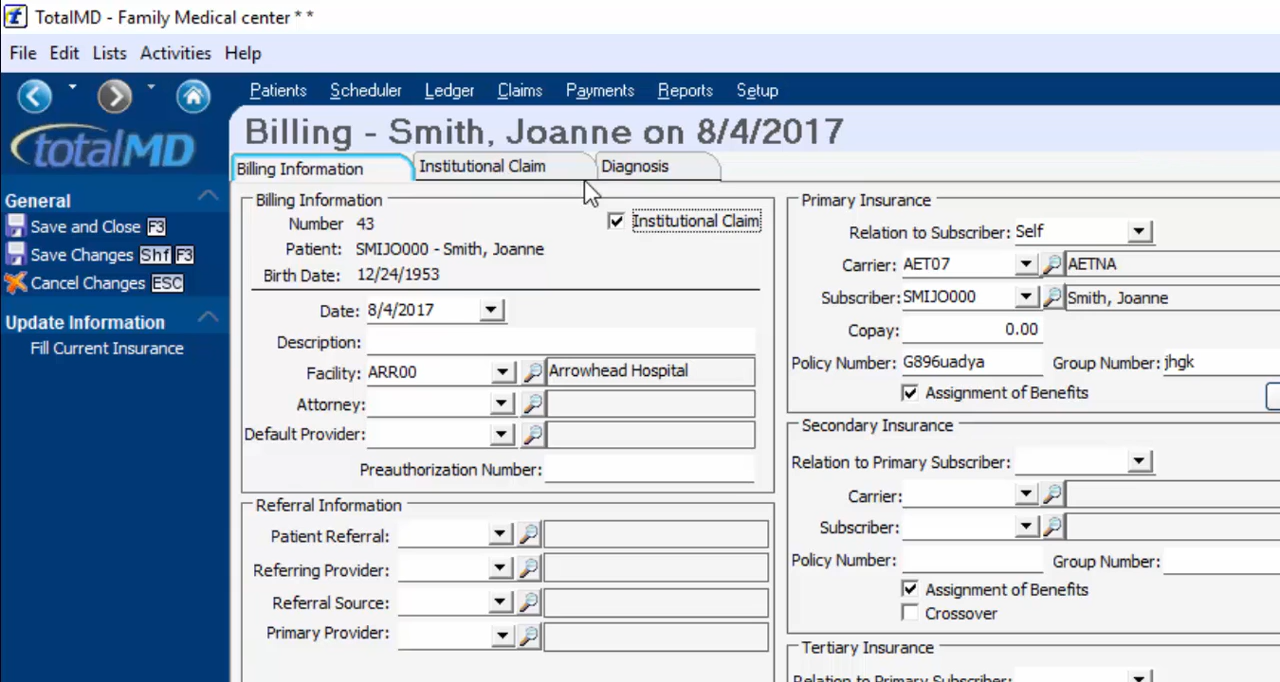 TotalMD - Family Medical center * *
File Edit Lists Activities Help
Patients Scheduler Ledger Claims Payments Reports Setup
totalMD
Billing - Smith, Joanne on 8/4/2017
Billing Information Institutional Claim Diagnosis
General
Save and Close F3
Save Changes Shf F3
Cancel Changes ESC
Update Information
Fill Current Insurance
Billing Information
Number 43
Institutional Claim
Patient: SMIJO000 - Smith, Joanne
Birth Date: 12/24/1953
Date: 8/4/2017
Description:
Facility: ARR00 Arrowhead Hospital
Attorney:
Default Provider:
Preauthorization Number:
Referral Information
Patient Referral:
Referring Provider:
Referral Source:
Primary Provider:
Primary Insurance
Relation to Subscriber: Self
Carrier: AET07 AETNA
Subscriber: SMIJO000 Smith, Joanne
Copay: 0.00
Policy Number: G896uadya Group Number: jhgk
Assignment of Benefits
Secondary Insurance
Relation to Primary Subscriber:
Carrier:
Subscriber:
Policy Number: Group Number:
Assignment of Benefits
Crossover
Tertiary Insurance
Relation to Primary Subscriber: